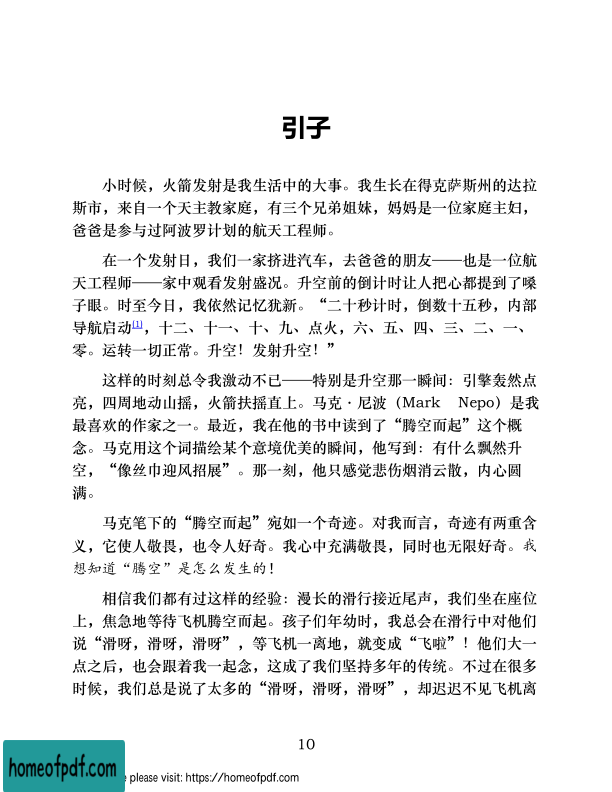 引子
小时候，火箭发射是我生活中的大事。我生长在得克萨斯州的达拉
斯市，来自一个天主教家庭，有三个兄弟姐妹，妈妈是一位家庭主妇，
爸爸是参与过阿波罗计划的航天工程师。
在一个发射日，我们一家挤进汽车，去爸爸的朋友——也是一位航
天工程师——家中观看发射盛况。升空前的倒计时让人把心都提到了嗓
子眼。时至今日，我依然记忆犹新。“二十秒计时，倒数十五秒，内部
导航启动[1]，十二、十一、十、九、点火，六、五、四、三、二、一、
零。运转一切正常。升空！发射升空！”
这样的时刻总令我激动不已——特别是升空那一瞬间：引擎轰然点
亮，四周地动山摇，火箭扶摇直上。马克·尼波（Mark Nepo）是我
最喜欢的作家之一。最近，我在他的书中读到了“腾空而起”这个概
念。马克用这个词描绘某个意境优美的瞬间，他写到：有什么飘然升
空，“像丝巾迎风招展”。那一刻，他只感觉悲伤烟消云散，内心圆
满。
马克笔下的“腾空而起”宛如一个奇迹。对我而言，奇迹有两重含
义，它使人敬畏，也令人好奇。我心中充满敬畏，同时也无限好奇。我
想知道“腾空”是怎么发生的！
相信我们都有过这样的经验：漫长的滑行接近尾声，我们坐在座位
上，焦急地等待飞机腾空而起。孩子们年幼时，我总会在滑行中对他们
说“滑呀，滑呀，滑呀”，等飞机一离地，就变成“飞啦”！他们大一
点之后，也会跟着我一起念，这成了我们坚持多年的传统。不过在很多
时候，我们总是说了太多的“滑呀，滑呀，滑呀”，却迟迟不见飞机离
10
homeofpdf.com
please visit: https://homeofpdf.com